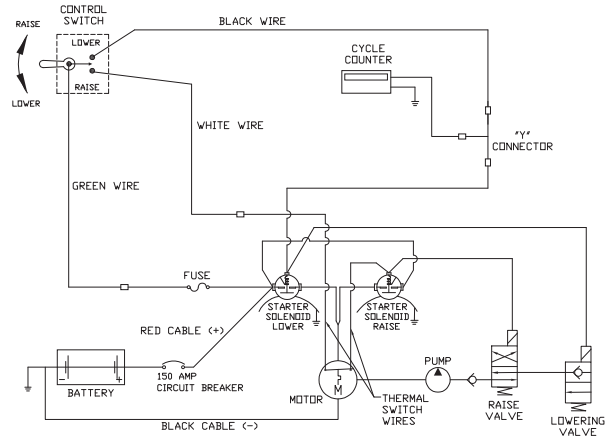 CONTROL
SWITCH
RAISE
LOWER
RAISE
LOWER
BLACK WIRE
CYCLE
COUNTER
WHITE WIRE
"Y"
CONNECTOR
GREEN WIRE
FUSE
STARTER
SOLENOID
LOWER
STARTER
SOLENOID
RAISE
RED CABLE (+)
150 AMP
CIRCUIT BREAKER
- +
BATTERY
MOTOR
M
PUMP
THERMAL
SWITCH
WIRES
RAISE
VALVE
LOWERING
VALVE
BLACK CABLE (-)